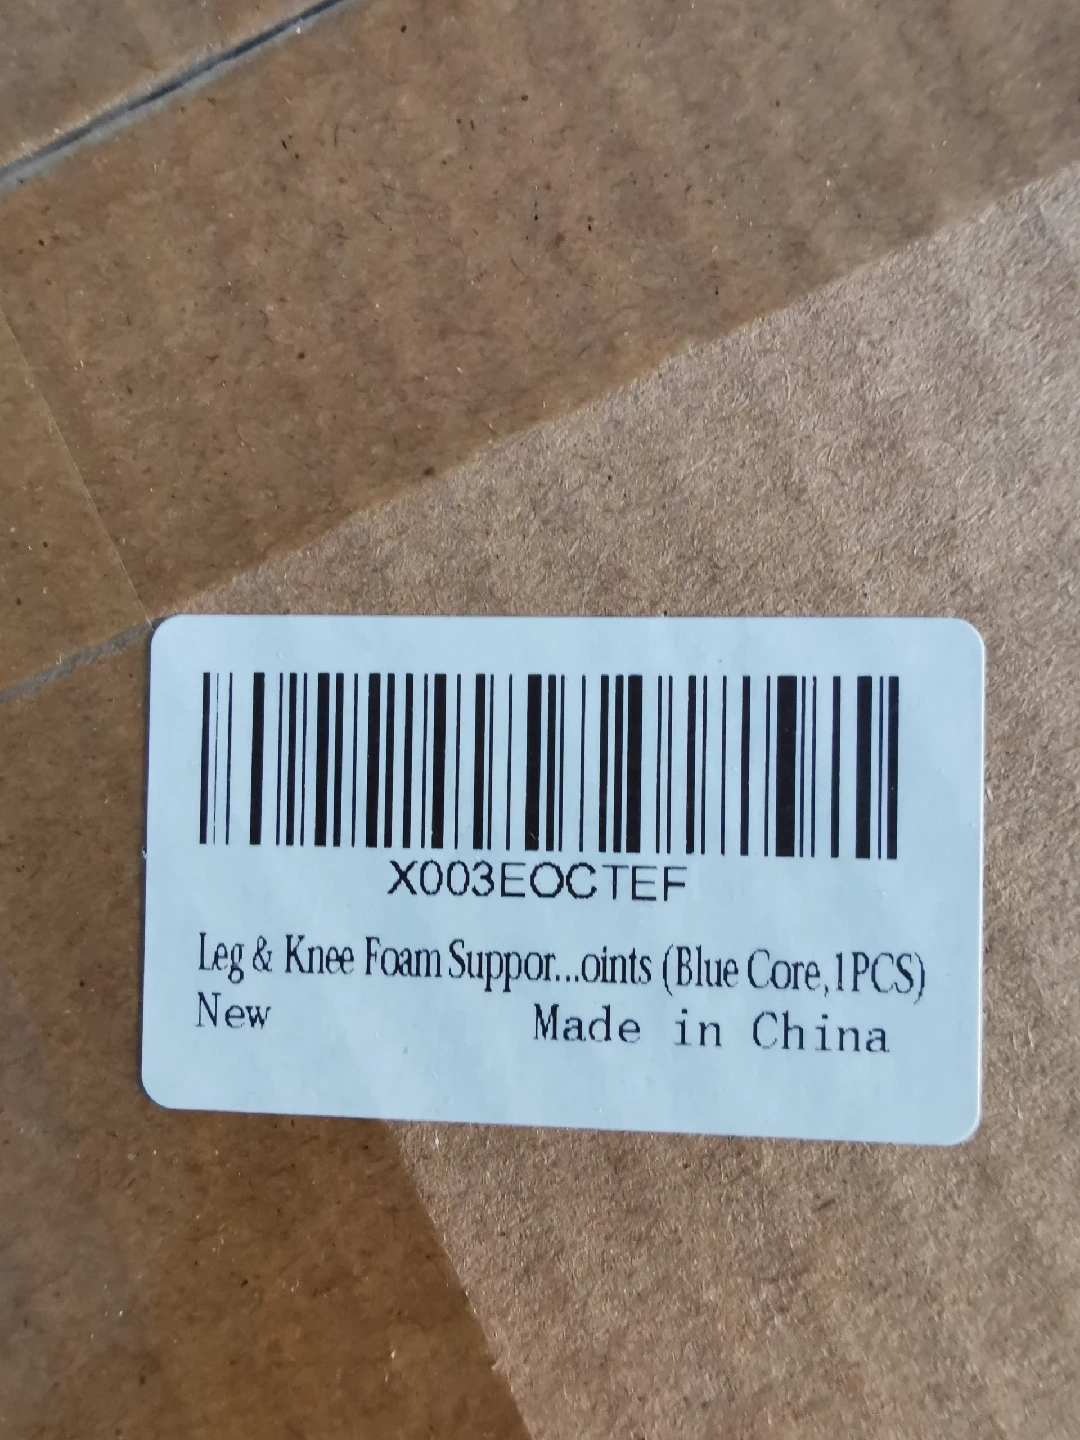 X003EOCTEF
Leg & Knee Foam Suppor...oints (Blue Core,1PCS)
New Made in China